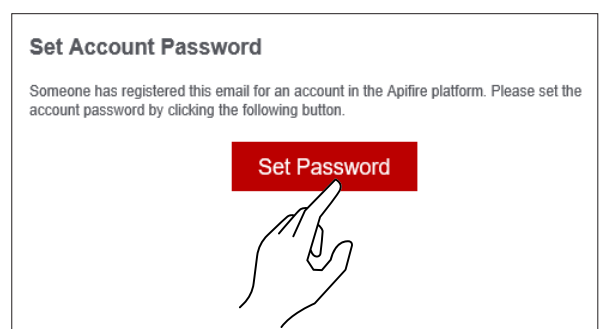 Set Account Password
Someone has registered this email for an account in the Apifire platform. Please set the
account password by clicking the following button.
Set Password